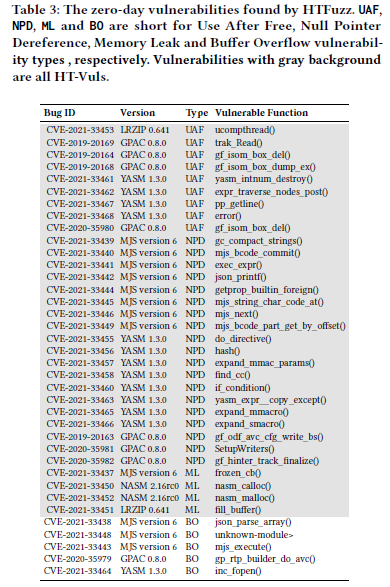 Table 3: The zero-day vulnerabilities found by HTFuzz. UAF,
NPD, ML and BO are short for Use After Free, Null Pointer
Dereference, Memory Leak and Buffer Overflow vulnerabil-
ity types , respectively. Vulnerabilities with gray background
are all HT-Vuls.
Bug ID Version Type Vulnerable Function
CVE-2021-33453 LRZIP 0.641 UAF ucompthread()
CVE-2019-20169 GPAC 0.8.0 UAF trak_Read()
CVE-2019-20164 GPAC 0.8.0 UAF gf_isom_box_del()
CVE-2019-20168 GPAC 0.8.0 UAF gf_isom_box_dump_ex()
CVE-2021-33461 YASM 1.3.0 UAF yasm_intnum_destroy()
CVE-2021-33462 YASM 1.3.0 UAF expr_traverse_nodes_post()
CVE-2021-33467 YASM 1.3.0 UAF pp_getline()
CVE-2021-33468 YASM 1.3.0 UAF error()
CVE-2020-35980 GPAC 0.8.0 UAF gf_isom_box_del()
CVE-2021-33439 MJS version 6 NPD gc_compact_strings()
CVE-2021-33440 MJS version 6 NPD mjs_bcode_commit()
CVE-2021-33441 MJS version 6 NPD exec_expr()
CVE-2021-33442 MJS version 6 NPD json_printf()
CVE-2021-33444 MJS version 6 NPD getprop_builtin_foreign()
CVE-2021-33445 MJS version 6 NPD mjs_string_char_code_at()
CVE-2021-33446 MJS version 6 NPD mjs_next()
CVE-2021-33449 MJS version 6 NPD mjs_bcode_part_get_by_offset()
CVE-2021-33455 YASM 1.3.0 NPD do_directive()
CVE-2021-33456 YASM 1.3.0 NPD hash()
CVE-2021-33457 YASM 1.3.0 NPD expand_mmac_params()
CVE-2021-33458 YASM 1.3.0 NPD find_cc()
CVE-2021-33460 YASM 1.3.0 NPD if_condition()
CVE-2021-33463 YASM 1.3.0 NPD yasm_expr__copy_except()
CVE-2021-33465 YASM 1.3.0 NPD expand_mmacro()
CVE-2021-33466 YASM 1.3.0 NPD expand_smacro()
CVE-2019-20163 GPAC 0.8.0 NPD gf_odf_avc_cfg_write_bs()
CVE-2020-35981 GPAC 0.8.0 NPD SetupWriters()
CVE-2020-35982 GPAC 0.8.0 NPD gf_hinter_track_finalize()
CVE-2021-33437 MJS version 6 ML frozen_cb()
CVE-2021-33450 NASM 2.16rc0 ML nasm_calloc()
CVE-2021-33452 NASM 2.16rc0 ML nasm_malloc()
CVE-2021-33451 LRZIP 0.641 ML fill_buffer()
CVE-2021-33438 MJS version 6 BO json_parse_array()
CVE-2021-33448 MJS version 6 BO unknown-module>
CVE-2021-33443 MJS version 6 BO mjs_execute()
CVE-2020-35979 GPAC 0.8.0 BO gp_rtp_builder_do_avc()
CVE-2021-33464 YASM 1.3.0 BO inc_fopen()